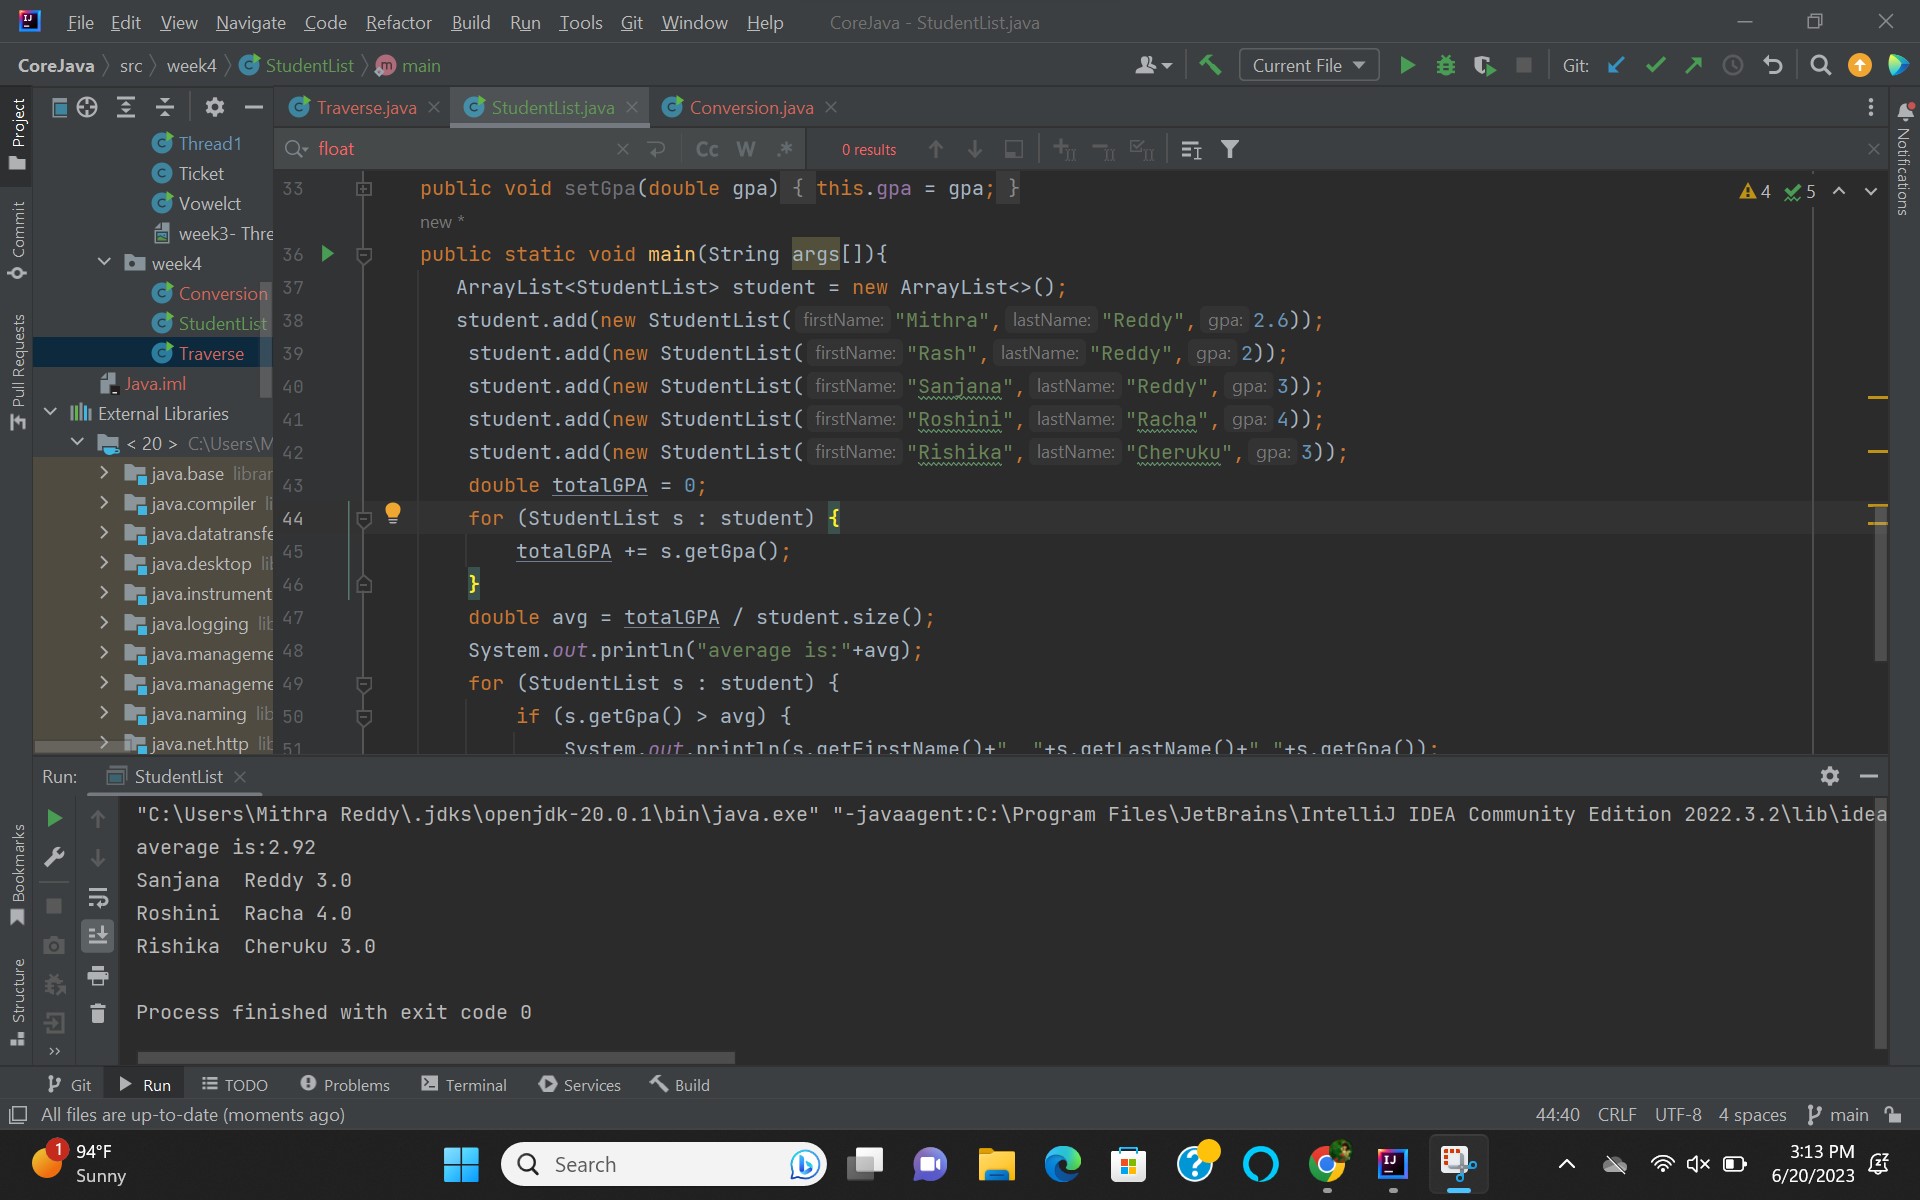 File Edit View Navigate Code Refactor Build Run Tools Git Window Help CoreJava - StudentList.java
CoreJava src week4 StudentList main
Current File Git:
Traverse.java StudentList.java Conversion.java
float Cc W .* 0 results
Project
Commit
Pull Requests
Bookmarks
Structure
Notifications
Thread1
Ticket
Vowelct
week3- Thre
week4
Conversion
StudentList
Traverse
Java.iml
External Libraries
< 20 > C:\Users\M
java.base librar
java.compiler li
java.datatransfe
java.desktop lib
java.instrument
java.logging lib
java.manageme
java.manageme
java.naming lib
java.net.http lib
4 5
33 public void setGpa(double gpa) { this.gpa = gpa; }
new *
36 public static void main(String args[]){
37 ArrayList<StudentList> student = new ArrayList<>();
38 student.add(new StudentList( firstName: "Mithra", lastName: "Reddy", gpa: 2.6));
39 student.add(new StudentList( firstName: "Rash", lastName: "Reddy", gpa: 2));
40 student.add(new StudentList( firstName: "Sanjana", lastName: "Reddy", gpa: 3));
41 student.add(new StudentList( firstName: "Roshini", lastName: "Racha", gpa: 4));
42 student.add(new StudentList( firstName: "Rishika", lastName: "Cheruku", gpa: 3));
43 double totalGPA = 0;
44 for (StudentList s : student) {
45 totalGPA += s.getGpa();
46 }
47 double avg = totalGPA / student.size();
48 System.out.println("average is:"+avg);
49 for (StudentList s : student) {
50 if (s.getGpa() > avg) {
51 System.out.println(s.getFirstName()+"  "+s.getLastName()+" "+s.getGpa());
Run: StudentList
"C:\Users\Mithra Reddy\.jdks\openjdk-20.0.1\bin\java.exe" "-javaagent:C:\Program Files\JetBrains\IntelliJ IDEA Community Edition 2022.3.2\lib\idea
average is:2.92
Sanjana  Reddy 3.0
Roshini  Racha 4.0
Rishika  Cheruku 3.0
Process finished with exit code 0
Git Run TODO Problems Terminal Services Build
All files are up-to-date (moments ago) 44:40 CRLF UTF-8 4 spaces main
1 94°F
Sunny
Search
3:13 PM
6/20/2023